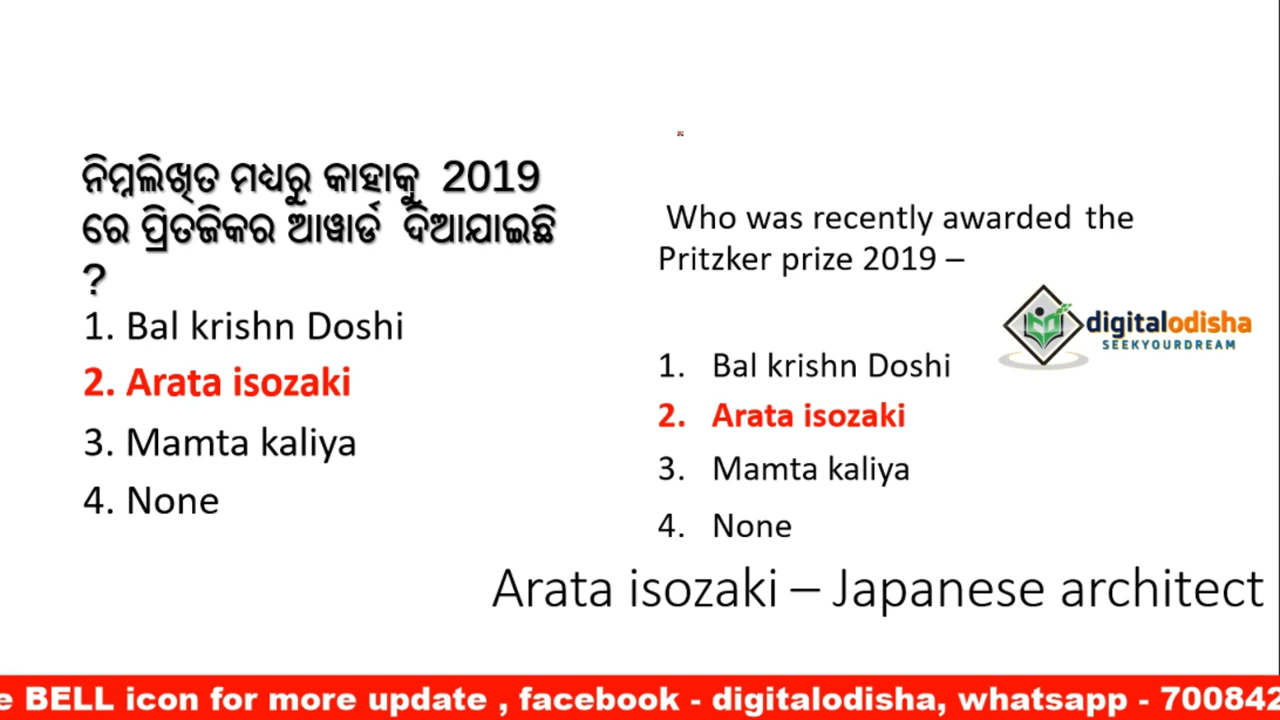 ନିମ୍ନଲିଖିତ ମଧ୍ୟରୁ କାହାକୁ 2019
ରେ ପ୍ରିତଜିକର ଆୱାର୍ଡ ଦିଆଯାଇଛି
?
1. Bal krishn Doshi
2. Arata isozaki
3. Mamta kaliya
4. None
Who was recently awarded the
Pritzker prize 2019 –
digitalodisha
SEEKYOURDREAM
1. Bal krishn Doshi
2. Arata isozaki
3. Mamta kaliya
4. None
Arata isozaki – Japanese architect
e BELL icon for more update , facebook - digitalodisha, whatsapp - 700842